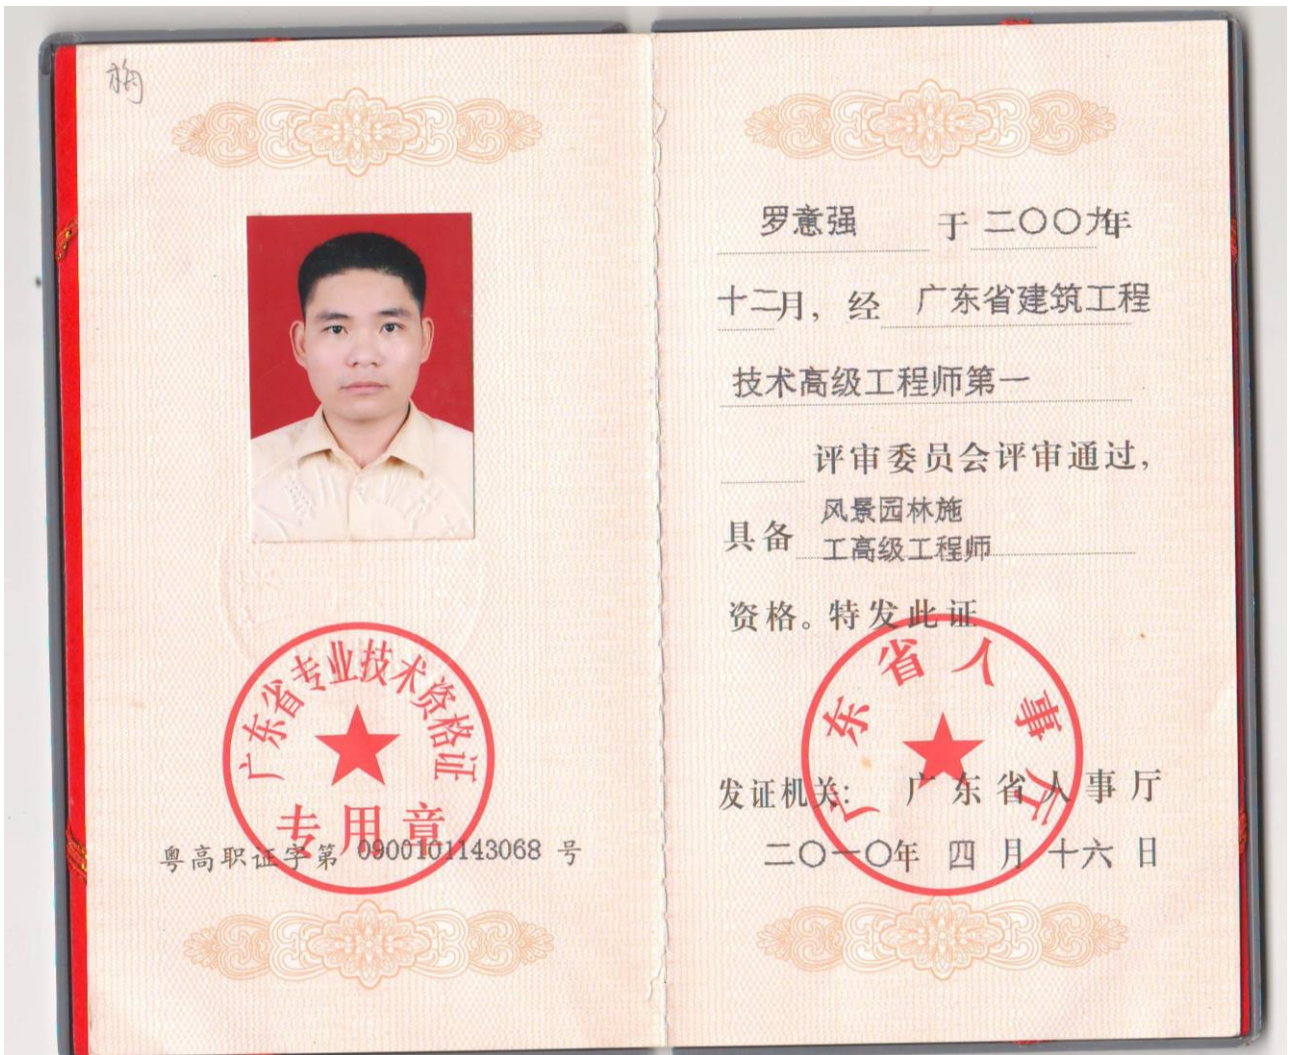 梅
广东省专业技术资格证
专用章
粤高职证字第 0900101143068 号
罗意强 于 二〇〇九年
十二月，经 广东省建筑工程
技术高级工程师第一
评审委员会评审通过，
具备 风景园林施
工高级工程师
资格。特发此证
广东省人事厅
发证机关：广东省人事厅
二〇一〇年 四 月 十六 日